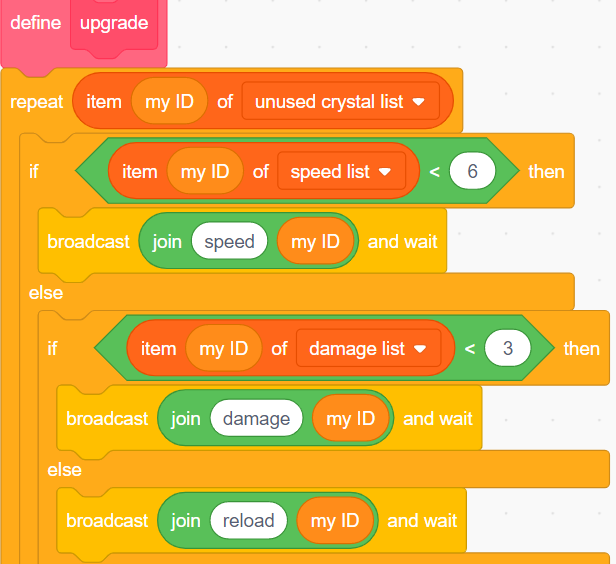 define upgrade
repeat item my ID of unused crystal list
if item my ID of speed list < 6 then
broadcast join speed my ID and wait
else
if item my ID of damage list < 3 then
broadcast join damage my ID and wait
else
broadcast join reload my ID and wait